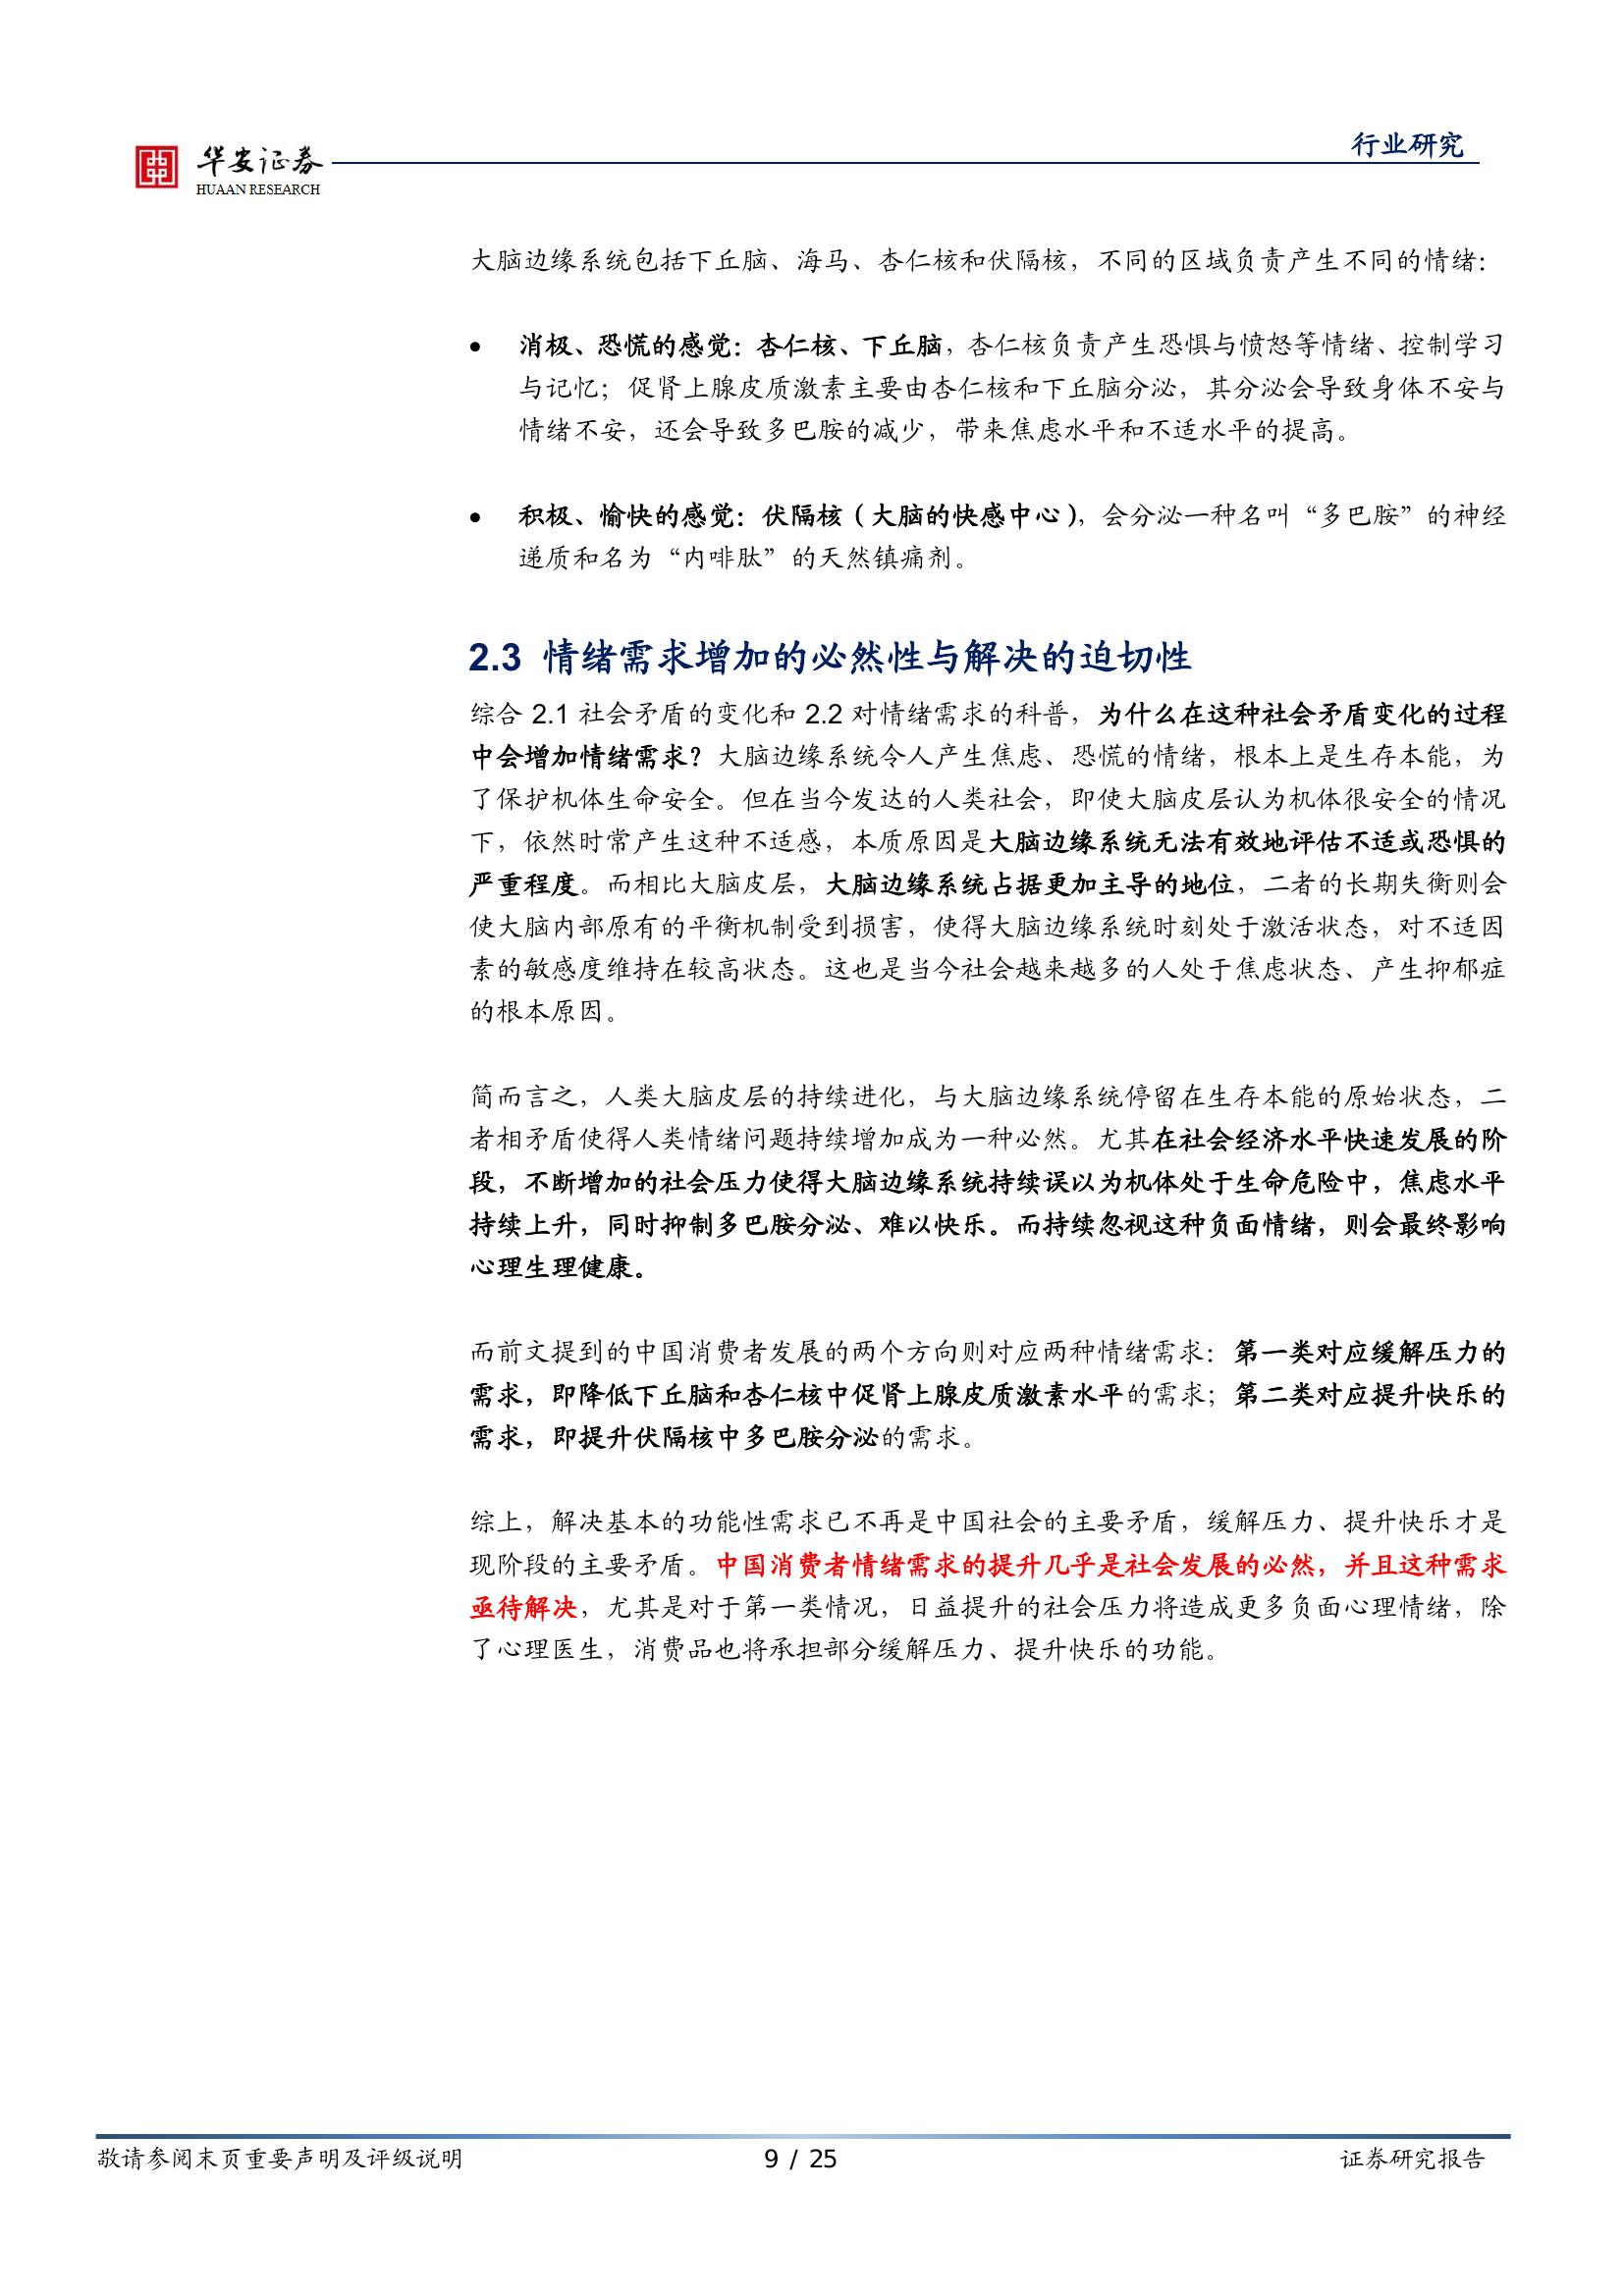 华安证券
HUAAN RESEARCH
行业研究
大脑边缘系统包括下丘脑、海马、杏仁核和伏隔核，不同的区域负责产生不同的情绪：
● 消极、恐慌的感觉：杏仁核、下丘脑，杏仁核负责产生恐惧与愤怒等情绪、控制学习
与记忆；促肾上腺皮质激素主要由杏仁核和下丘脑分泌，其分泌会导致身体不安与
情绪不安，还会导致多巴胺的减少，带来焦虑水平和不适水平的提高。
● 积极、愉快的感觉：伏隔核（大脑的快感中心），会分泌一种名叫“多巴胺”的神经
递质和名为“内啡肽”的天然镇痛剂。
2.3 情绪需求增加的必然性与解决的迫切性
综合 2.1 社会矛盾的变化和 2.2 对情绪需求的科普，为什么在这种社会矛盾变化的过程
中会增加情绪需求？大脑边缘系统令人产生焦虑、恐慌的情绪，根本上是生存本能，为
了保护机体生命安全。但在当今发达的人类社会，即使大脑皮层认为机体很安全的情况
下，依然时常产生这种不适感，本质原因是大脑边缘系统无法有效地评估不适或恐惧的
严重程度。而相比大脑皮层，大脑边缘系统占据更加主导的地位，二者的长期失衡则会
使大脑内部原有的平衡机制受到损害，使得大脑边缘系统时刻处于激活状态，对不适因
素的敏感度维持在较高状态。这也是当今社会越来越多的人处于焦虑状态、产生抑郁症
的根本原因。
简而言之，人类大脑皮层的持续进化，与大脑边缘系统停留在生存本能的原始状态，二
者相矛盾使得人类情绪问题持续增加成为一种必然。尤其在社会经济水平快速发展的阶
段，不断增加的社会压力使得大脑边缘系统持续误以为机体处于生命危险中，焦虑水平
持续上升，同时抑制多巴胺分泌、难以快乐。而持续忽视这种负面情绪，则会最终影响
心理生理健康。
而前文提到的中国消费者发展的两个方向则对应两种情绪需求：第一类对应缓解压力的
需求，即降低下丘脑和杏仁核中促肾上腺皮质激素水平的需求；第二类对应提升快乐的
需求，即提升伏隔核中多巴胺分泌的需求。
综上，解决基本的功能性需求已不再是中国社会的主要矛盾，缓解压力、提升快乐才是
现阶段的主要矛盾。中国消费者情绪需求的提升几乎是社会发展的必然，并且这种需求
亟待解决，尤其是对于第一类情况，日益提升的社会压力将造成更多负面心理情绪，除
了心理医生，消费品也将承担部分缓解压力、提升快乐的功能。
敬请参阅末页重要声明及评级说明
9 / 25
证券研究报告